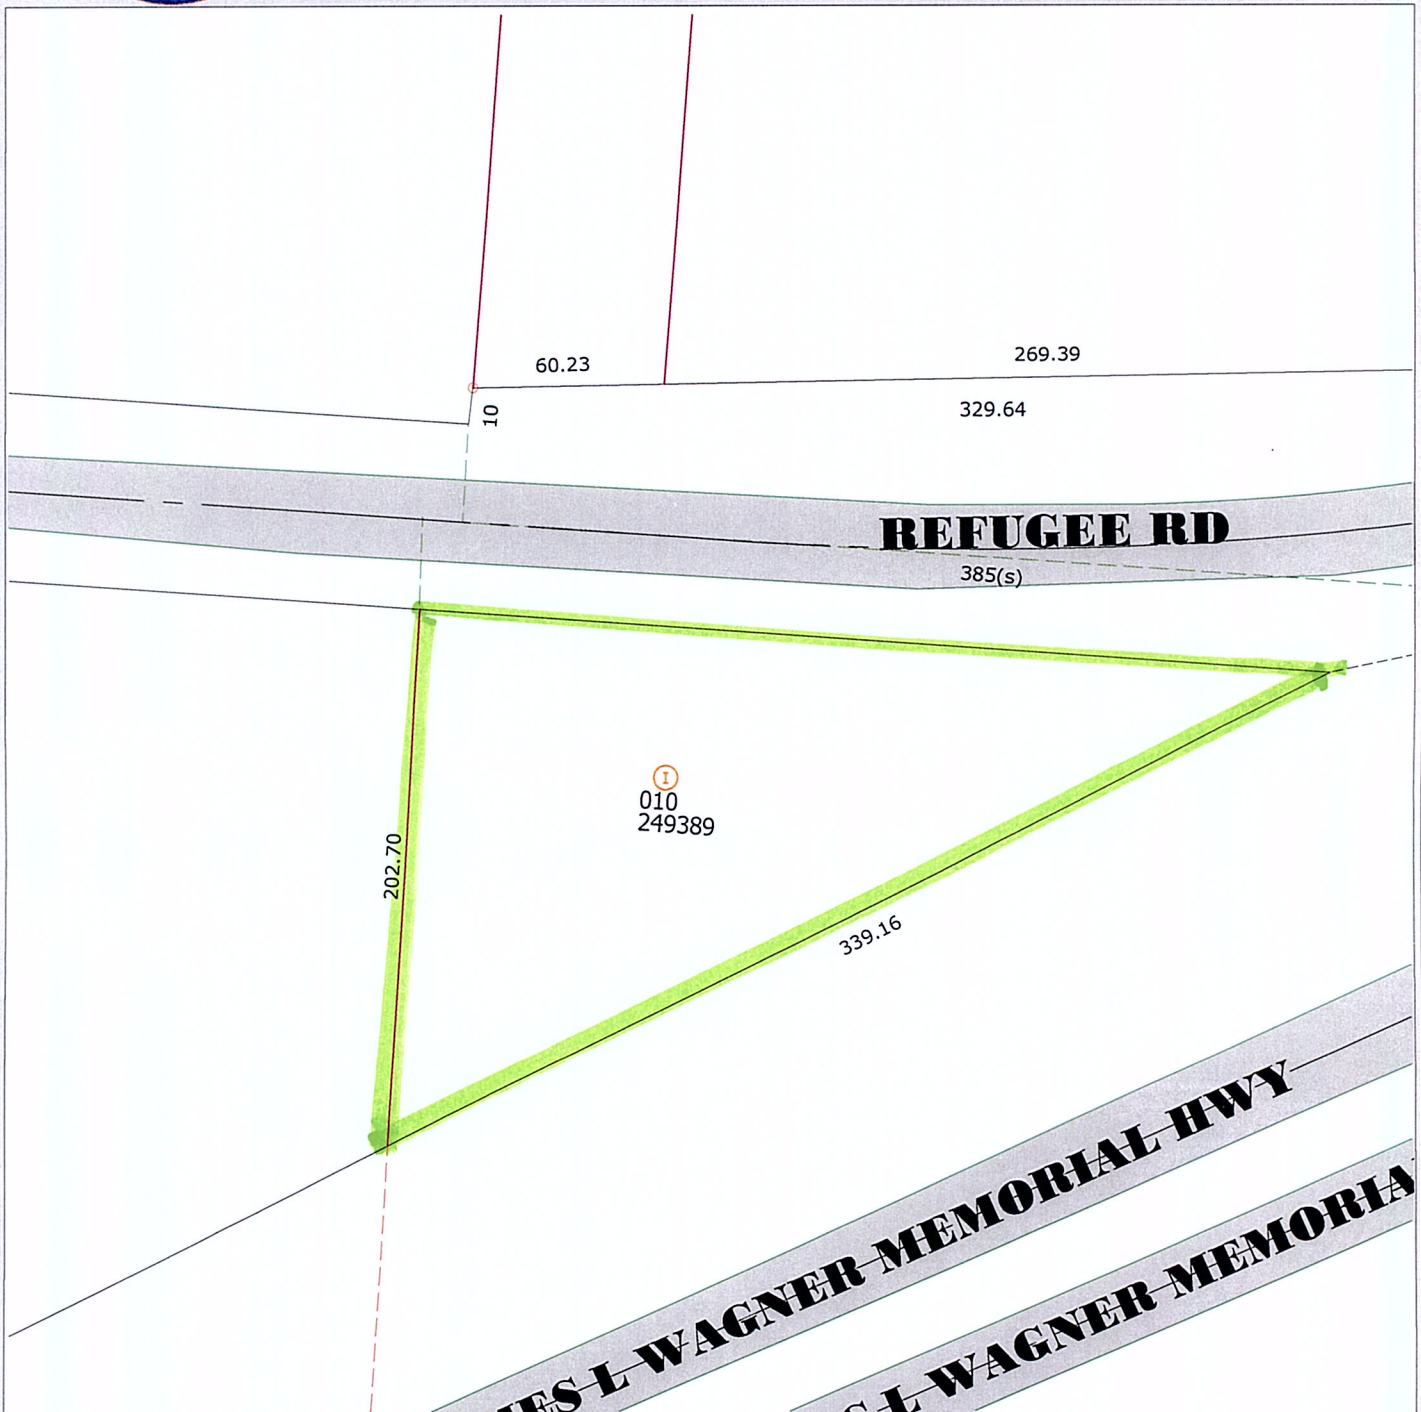 269.39
60.23
329.64
10
REFUGEE RD
385(s)
I
010
249389
202.70
339.16
MES L WAGNER MEMORIAL HWY
S L WAGNER MEMORIA